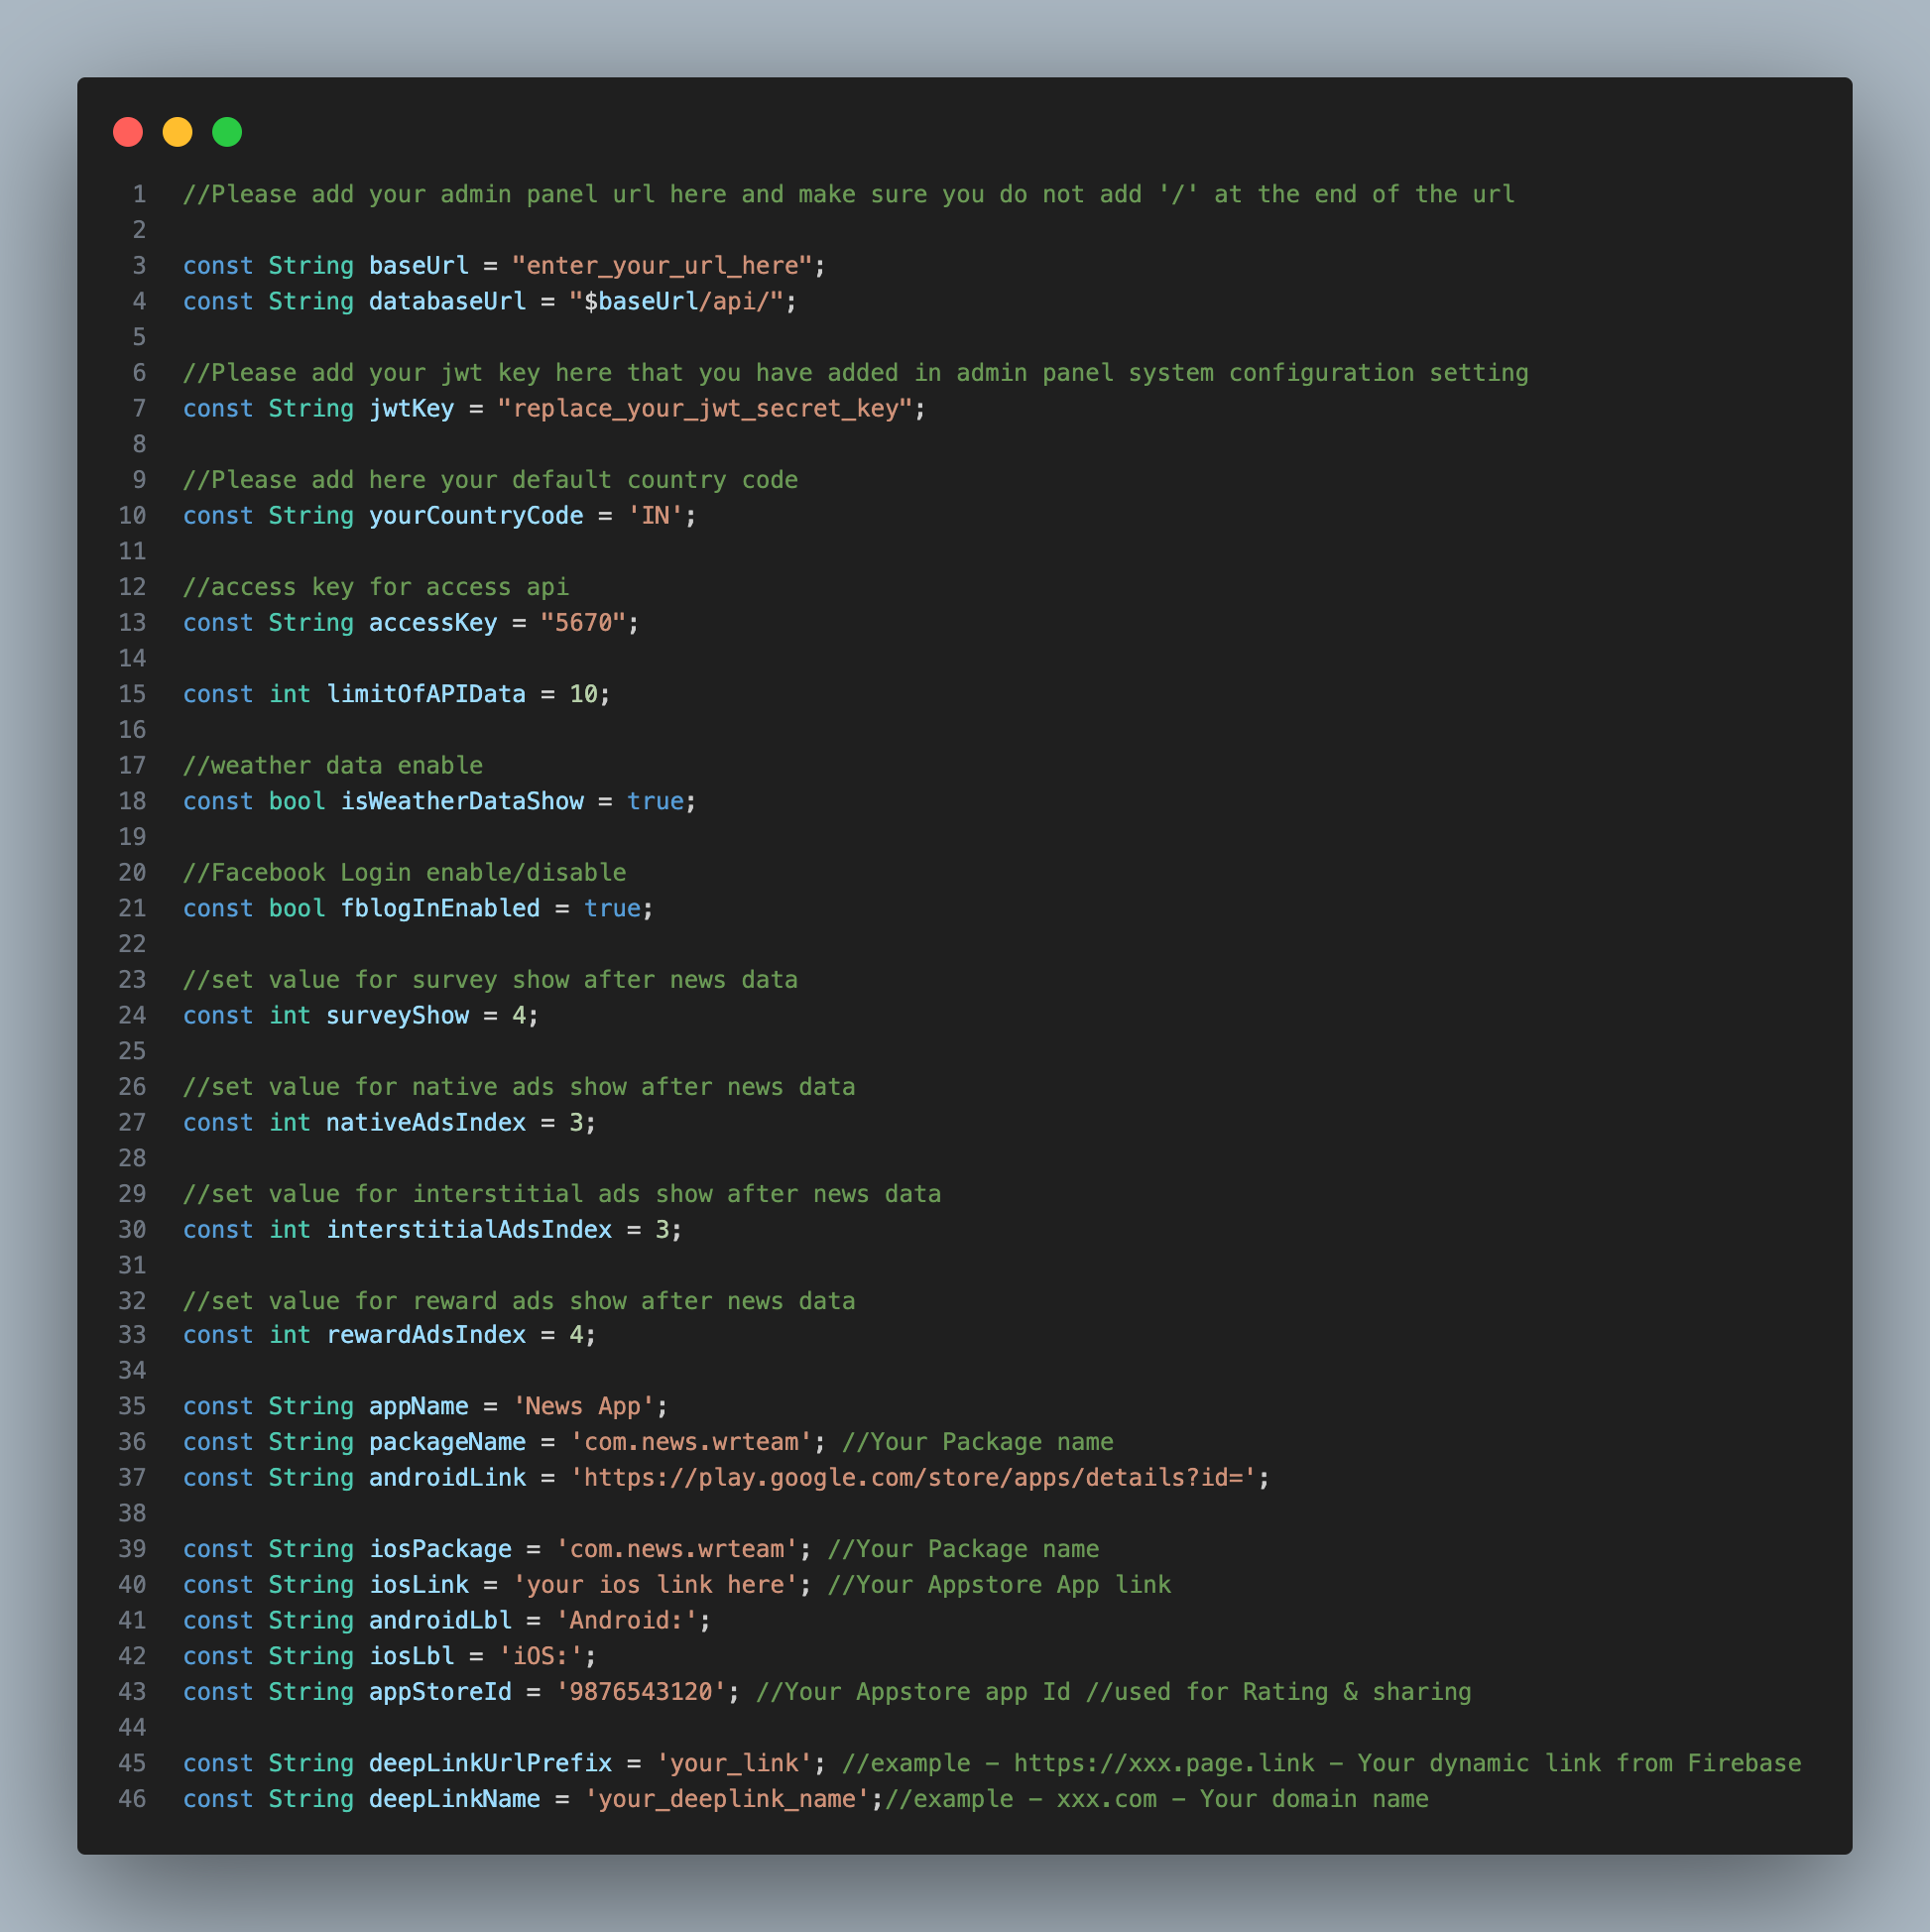 1 //Please add your admin panel url here and make sure you do not add '/' at the end of the url
2
3 const String baseUrl = "enter_your_url_here";
4 const String databaseUrl = "$baseUrl/api/";
5
6 //Please add your jwt key here that you have added in admin panel system configuration setting
7 const String jwtKey = "replace_your_jwt_secret_key";
8
9 //Please add here your default country code
10 const String yourCountryCode = 'IN';
11
12 //access key for access api
13 const String accessKey = "5670";
14
15 const int limitOfAPIData = 10;
16
17 //weather data enable
18 const bool isWeatherDataShow = true;
19
20 //Facebook Login enable/disable
21 const bool fblogInEnabled = true;
22
23 //set value for survey show after news data
24 const int surveyShow = 4;
25
26 //set value for native ads show after news data
27 const int nativeAdsIndex = 3;
28
29 //set value for interstitial ads show after news data
30 const int interstitialAdsIndex = 3;
31
32 //set value for reward ads show after news data
33 const int rewardAdsIndex = 4;
34
35 const String appName = 'News App';
36 const String packageName = 'com.news.wrteam'; //Your Package name
37 const String androidLink = 'https://play.google.com/store/apps/details?id=';
38
39 const String iosPackage = 'com.news.wrteam'; //Your Package name
40 const String iosLink = 'your ios link here'; //Your Appstore App link
41 const String androidLbl = 'Android:';
42 const String iosLbl = 'iOS:';
43 const String appStoreId = '9876543120'; //Your Appstore app Id //used for Rating & sharing
44
45 const String deepLinkUrlPrefix = 'your_link'; //example – https://xxx.page.link – Your dynamic link from Firebase
46 const String deepLinkName = 'your_deeplink_name';//example – xxx.com – Your domain name